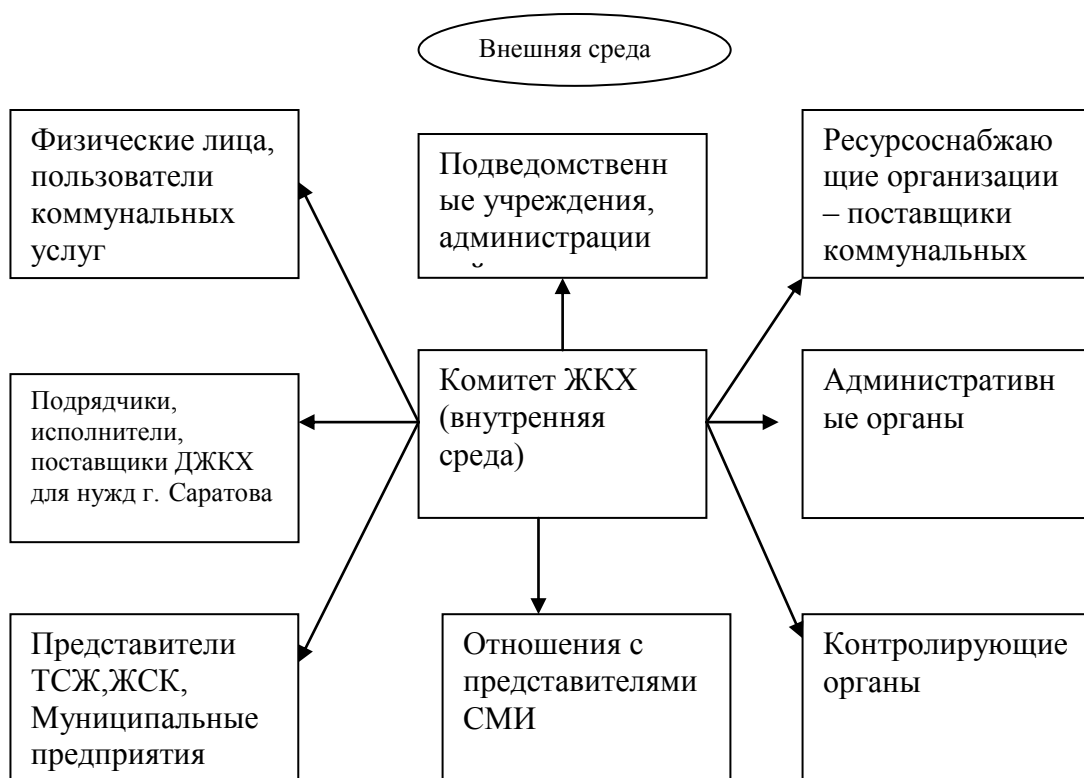 Внешняя среда
Физические лица,
пользователи
коммунальных
услуг
Подведомственн
ые учреждения,
администрации
Ресурсоснабжаю
щие организации
– поставщики
коммунальных
Подрядчики,
исполнители,
поставщики ДЖКХ
для нужд г. Саратова
Комитет ЖКХ
(внутренняя
среда)
Административн
ые органы
Представители
ТСЖ,ЖСК,
Муниципальные
предприятия
Отношения с
представителями
СМИ
Контролирующие
органы